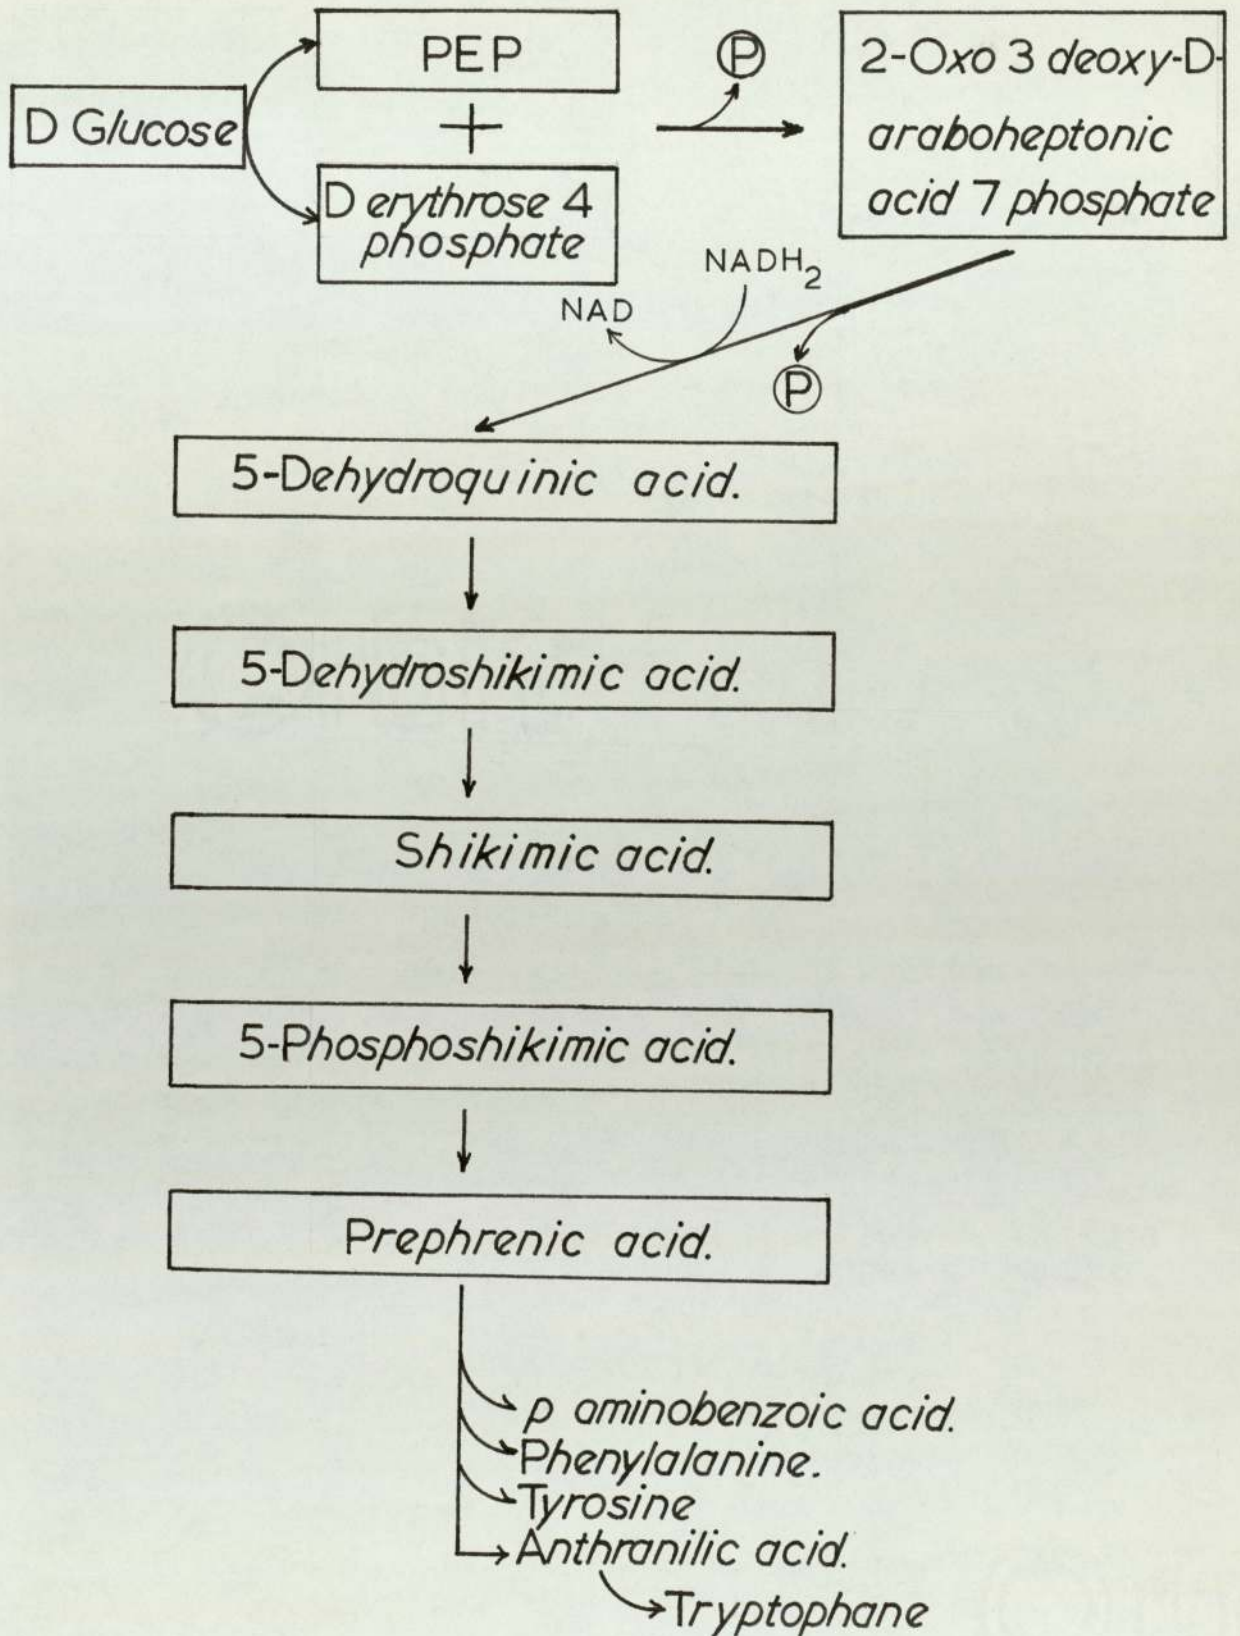 PEP
P
2-Oxo 3 deoxy-D-
araboheptonic
acid 7 phosphate
D Glucose
+
D erythrose 4
phosphate
NADH₂
NAD
P
5-Dehydroquinic acid.
5-Dehydroshikimic acid.
Shikimic acid.
5-Phosphoshikimic acid.
Prephrenic acid.
p aminobenzoic acid.
Phenylalanine.
Tyrosine
Anthranilic acid.
Tryptophane